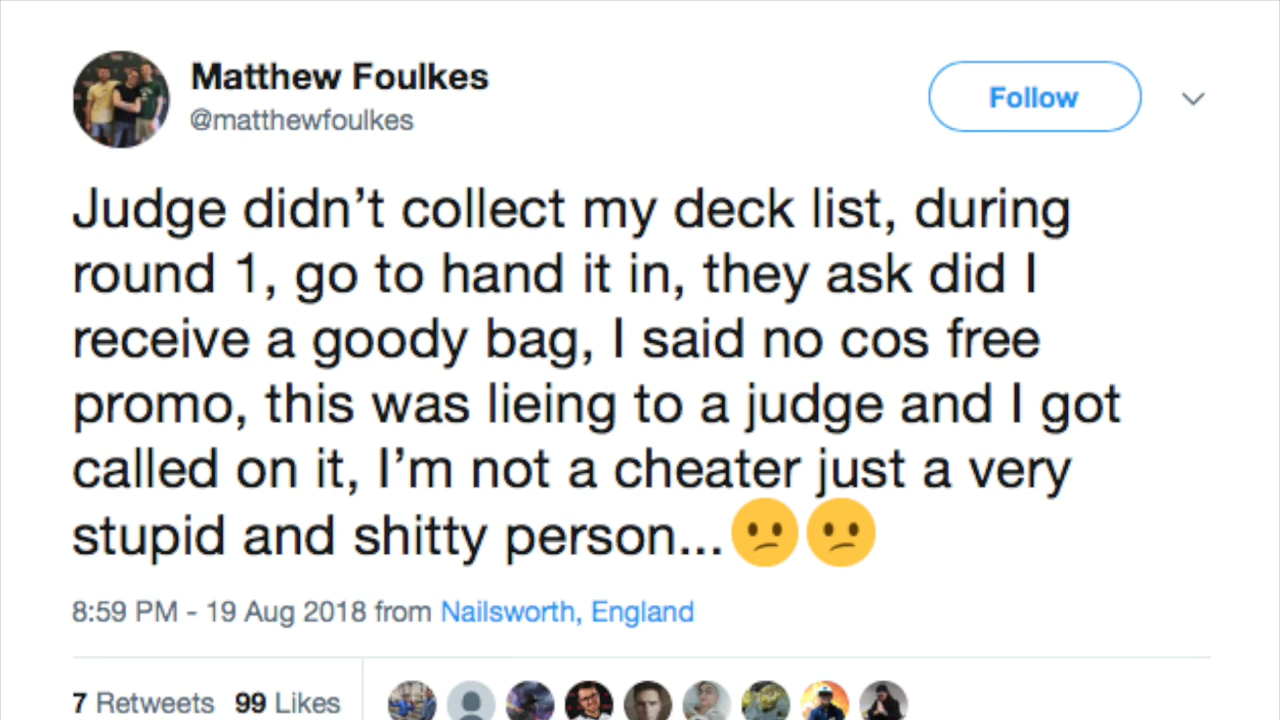 Matthew Foulkes
@matthewfoulkes
Follow
Judge didn’t collect my deck list, during
round 1, go to hand it in, they ask did I
receive a goody bag, I said no cos free
promo, this was lieing to a judge and I got
called on it, I’m not a cheater just a very
stupid and shitty person...😕😕
8:59 PM - 19 Aug 2018 from Nailsworth, England
7 Retweets 99 Likes